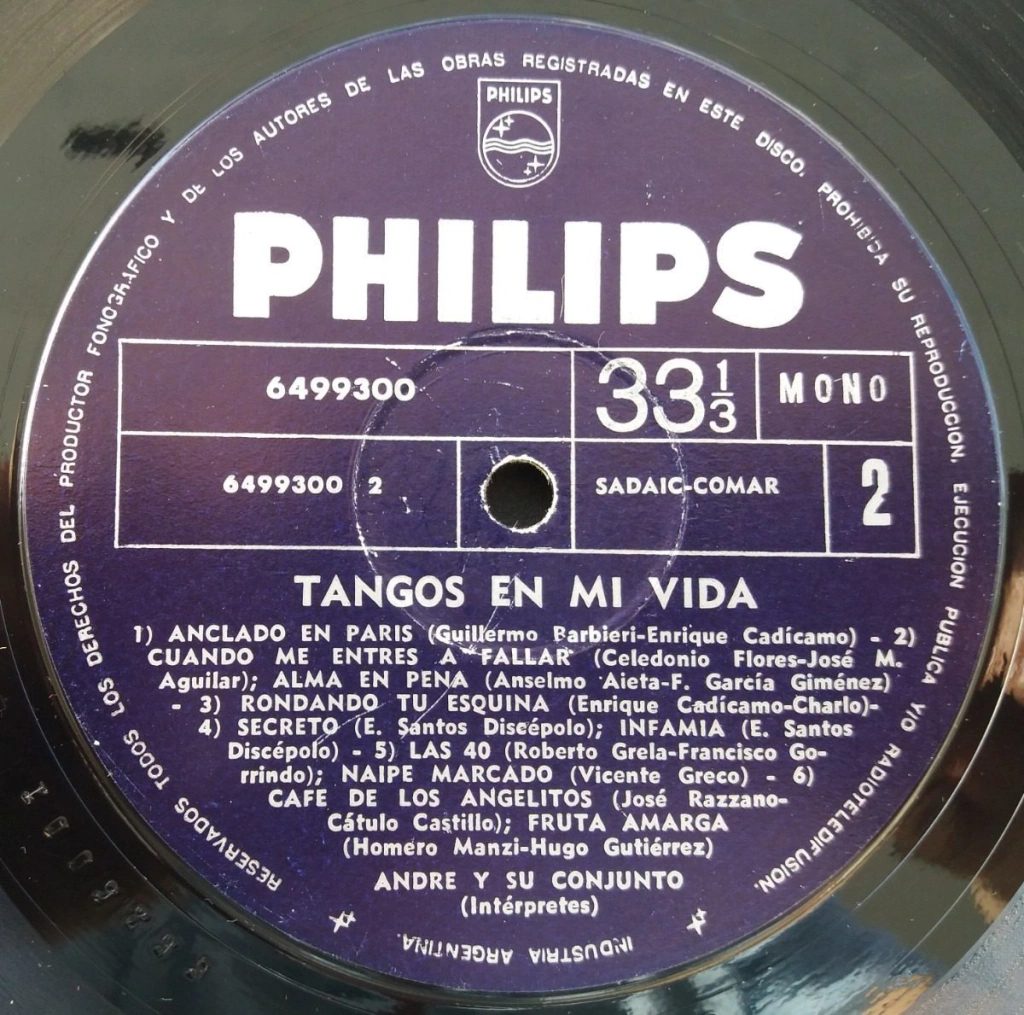 RESERVADOS TODOS LOS DERECHOS DEL PRODUCTOR FONOGRAFICO Y DE LOS AUTORES DE LAS OBRAS REGISTRADAS EN ESTE DISCO. PROHIBIDA SU REPRODUCCION, EJECUCION PUBLICA Y/O RADIOTELEDIFUSION.
PHILIPS
PHILIPS
6499300
33 1/3
MONO
6499300 2
SADAIC-COMAR
2
TANGOS EN MI VIDA
1) ANCLADO EN PARIS (Guillermo Barbieri-Enrique Cadícamo) - 2)
CUANDO ME ENTRES A FALLAR (Celedonio Flores-José M.
Aguilar); ALMA EN PENA (Anselmo Aieta-F. García Giménez)
- 3) RONDANDO TU ESQUINA (Enrique Cadícamo-Charlo)-
4) SECRETO (E. Santos Discépolo); INFAMIA (E. Santos
Discépolo) - 5) LAS 40 (Roberto Grela-Francisco Go-
rrindo); NAIPE MARCADO (Vicente Greco) - 6)
CAFE DE LOS ANGELITOS (José Razzano-
Cátulo Castillo); FRUTA AMARGA
(Homero Manzi-Hugo Gutiérrez)
ANDRE Y SU CONJUNTO
(Intérpretes)
INDUSTRIA ARGENTINA.